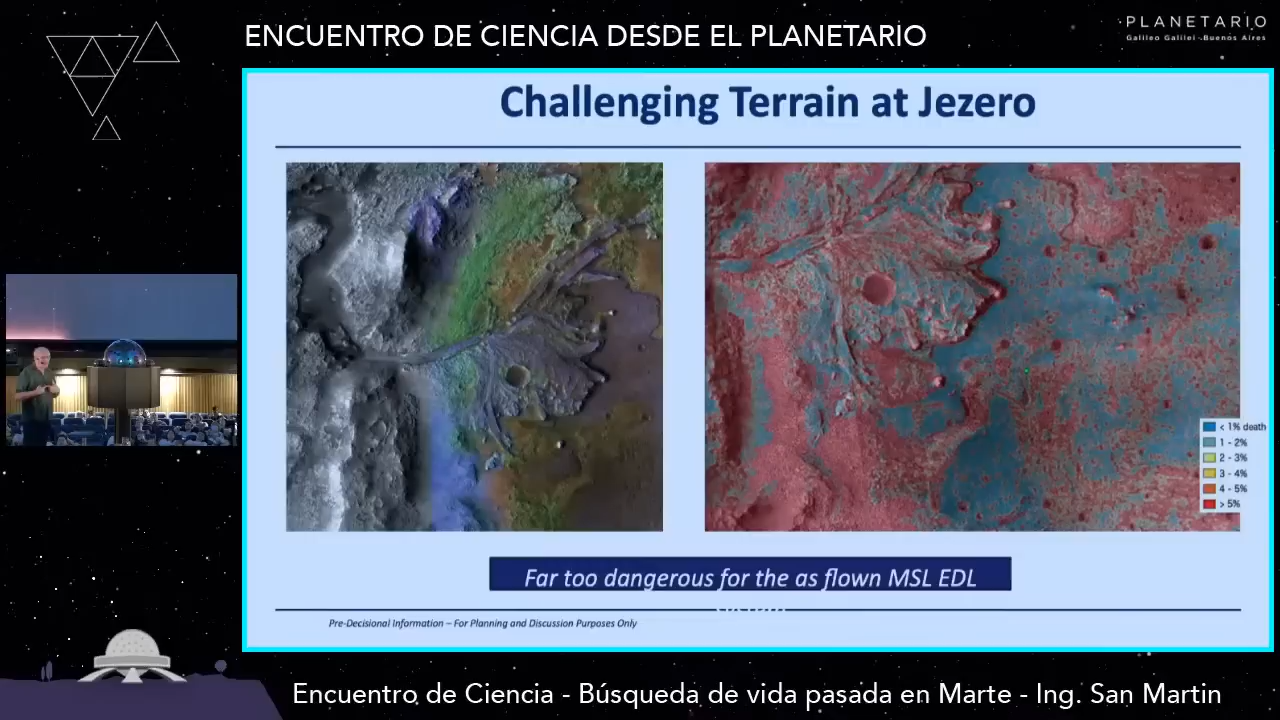 ENCUENTRO DE CIENCIA DESDE EL PLANETARIO
PLANETARIO
Galileo Galilei - Buenos Aires
Challenging Terrain at Jezero
< 1% death
1 - 2%
2 - 3%
3 - 4%
4 - 5%
> 5%
Far too dangerous for the as flown MSL EDL
Pre-Decisional Information – For Planning and Discussion Purposes Only
Encuentro de Ciencia - Búsqueda de vida pasada en Marte - Ing. San Martin